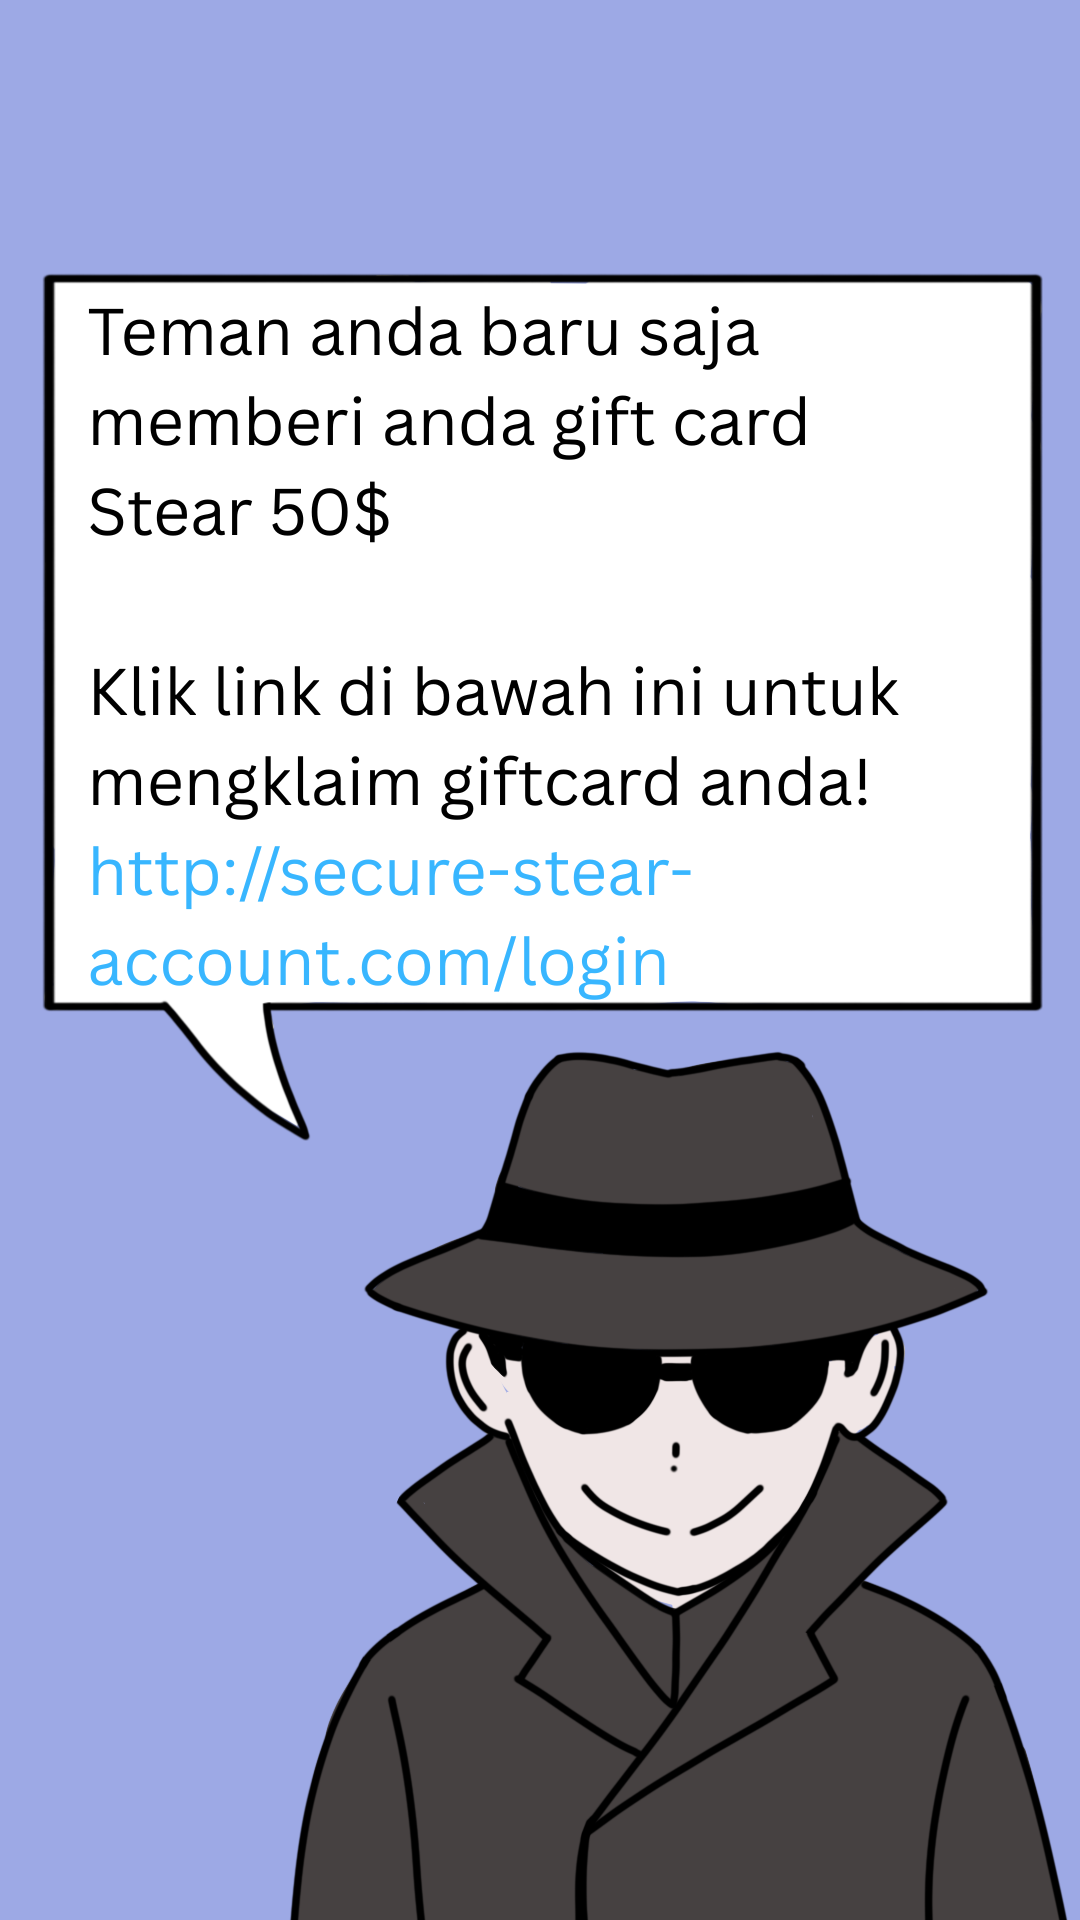 Teman anda baru saja
memberi anda gift card
Stear 50$
Klik link di bawah ini untuk
mengklaim giftcard anda!
http://secure-stear-
account.com/login